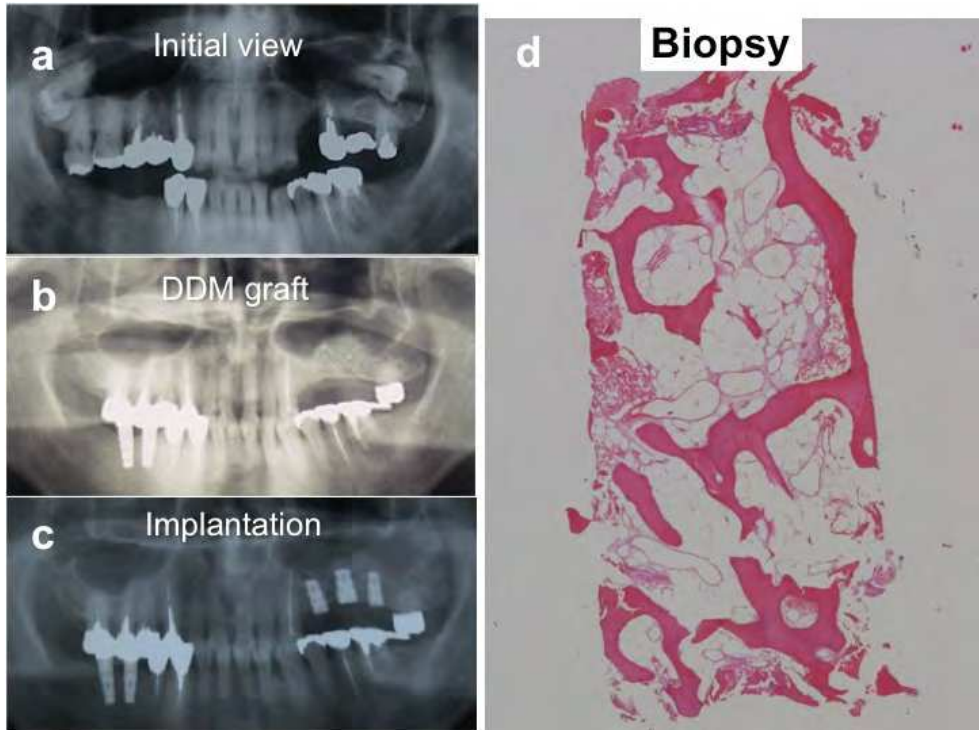 a
Initial view
b
DDM graft
c
Implantation
d
Biopsy